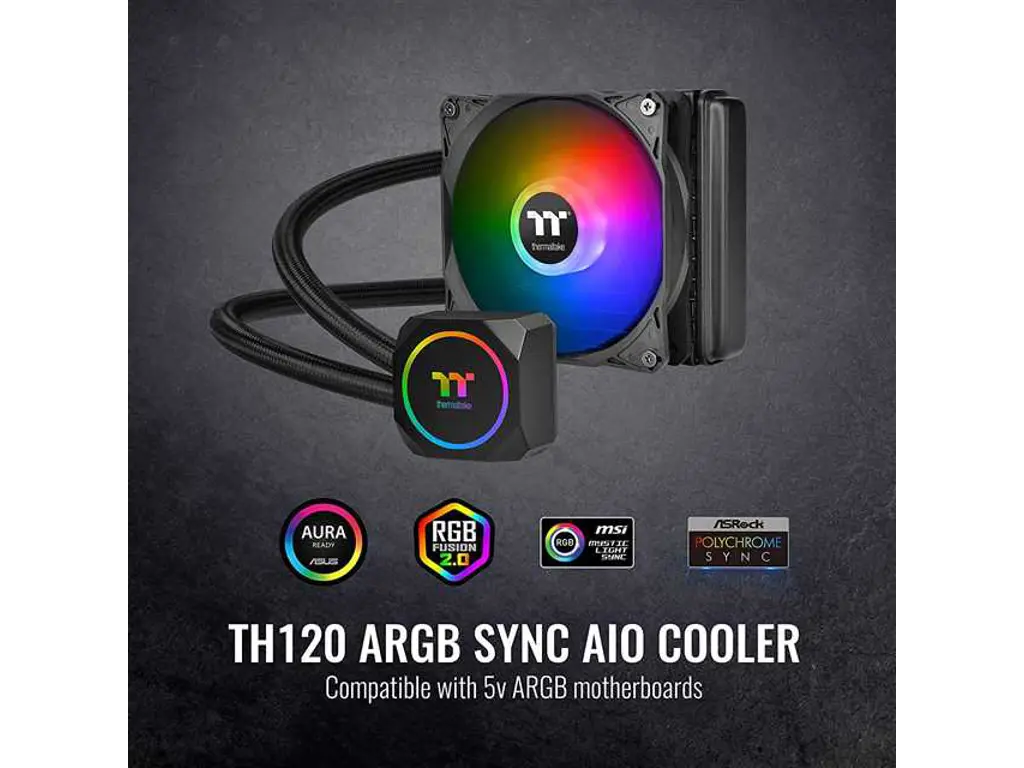 thermaltake
thermaltake
AURA
READY
ASUS
RGB
FUSION
2.0
RGB
msi
MYSTIC
LIGHT
SYNC
ASRock
POLYCHROME
SYNC
TH120 ARGB SYNC AIO COOLER
Compatible with 5v ARGB motherboards